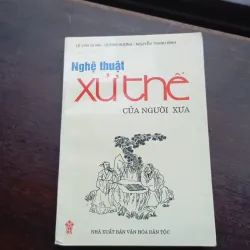 Nghệ thuật
XỬ THẾ
CỦA NGƯỜI XƯA
NHÀ XUẤT BẢN VĂN HÓA DÂN TỘC